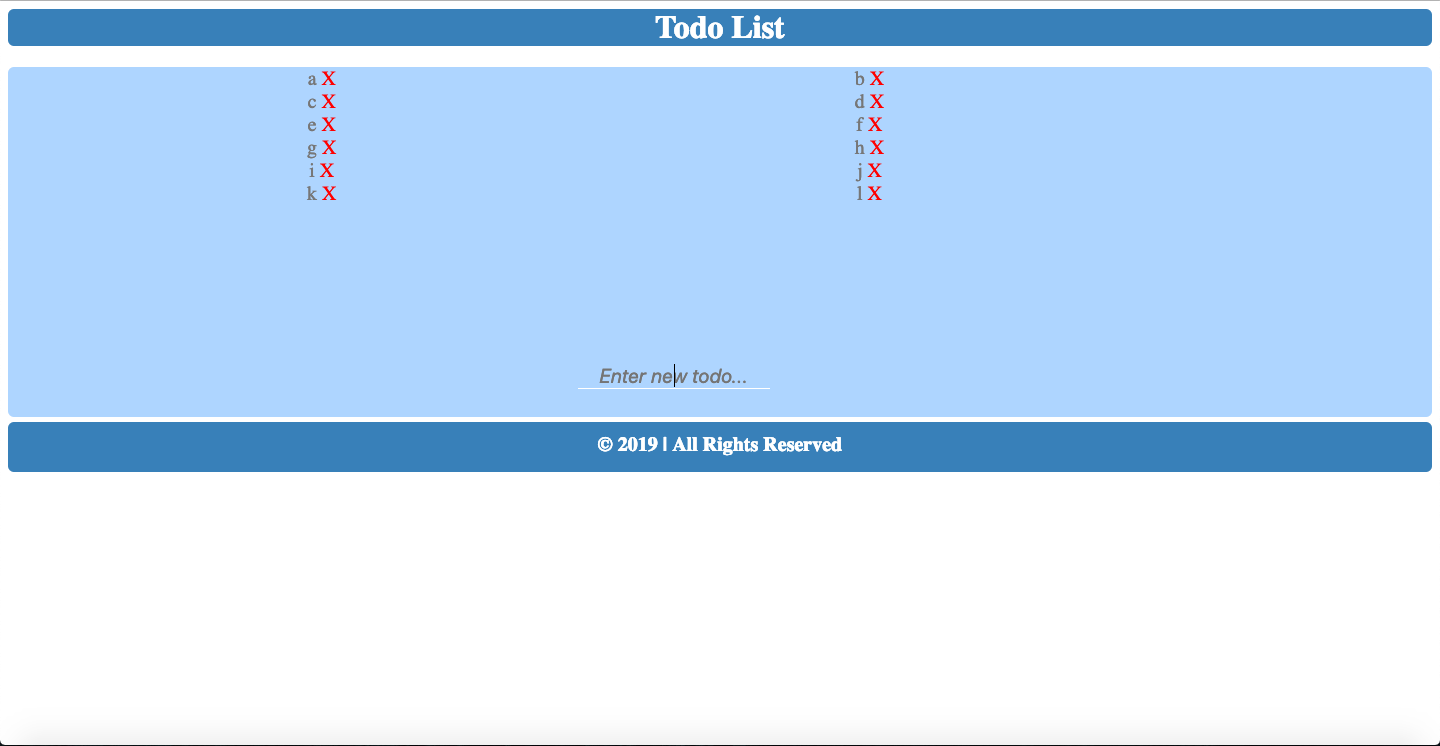 Todo List
a X b X
c X d X
e X f X
g X h X
i X j X
k X l X
Enter new todo...
© 2019 | All Rights Reserved